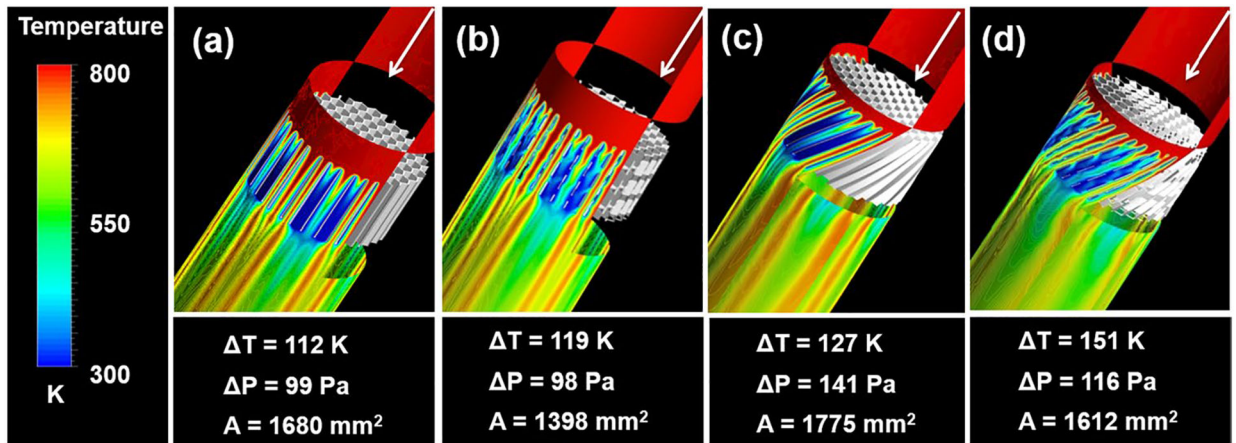 Temperature
800
550
300
K
(a)
ΔT = 112 K
ΔP = 99 Pa
A = 1680 mm²
(b)
ΔT = 119 K
ΔP = 98 Pa
A = 1398 mm²
(c)
ΔT = 127 K
ΔP = 141 Pa
A = 1775 mm²
(d)
ΔT = 151 K
ΔP = 116 Pa
A = 1612 mm²